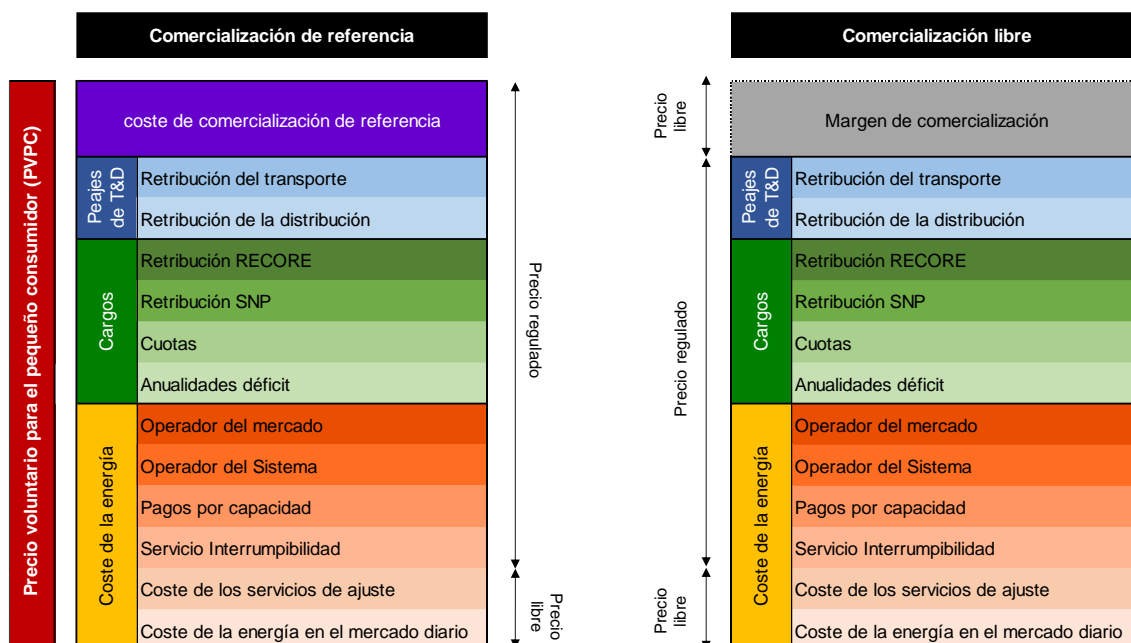 Comercialización de referencia
Precio voluntario para el pequeño consumidor (PVPC)
coste de comercialización de referencia
Peajes
de T&D
Retribución del transporte
Retribución de la distribución
Cargos
Retribución RECORE
Retribución SNP
Cuotas
Anualidades déficit
Coste de la energía
Operador del mercado
Operador del Sistema
Pagos por capacidad
Servicio Interrumpibilidad
Coste de los servicios de ajuste
Coste de la energía en el mercado diario
Precio regulado
Precio
libre
Comercialización libre
Precio
libre
Precio regulado
Precio
libre
Margen de comercialización
Peajes
de T&D
Retribución del transporte
Retribución de la distribución
Cargos
Retribución RECORE
Retribución SNP
Cuotas
Anualidades déficit
Coste de la energía
Operador del mercado
Operador del Sistema
Pagos por capacidad
Servicio Interrumpibilidad
Coste de los servicios de ajuste
Coste de la energía en el mercado diario